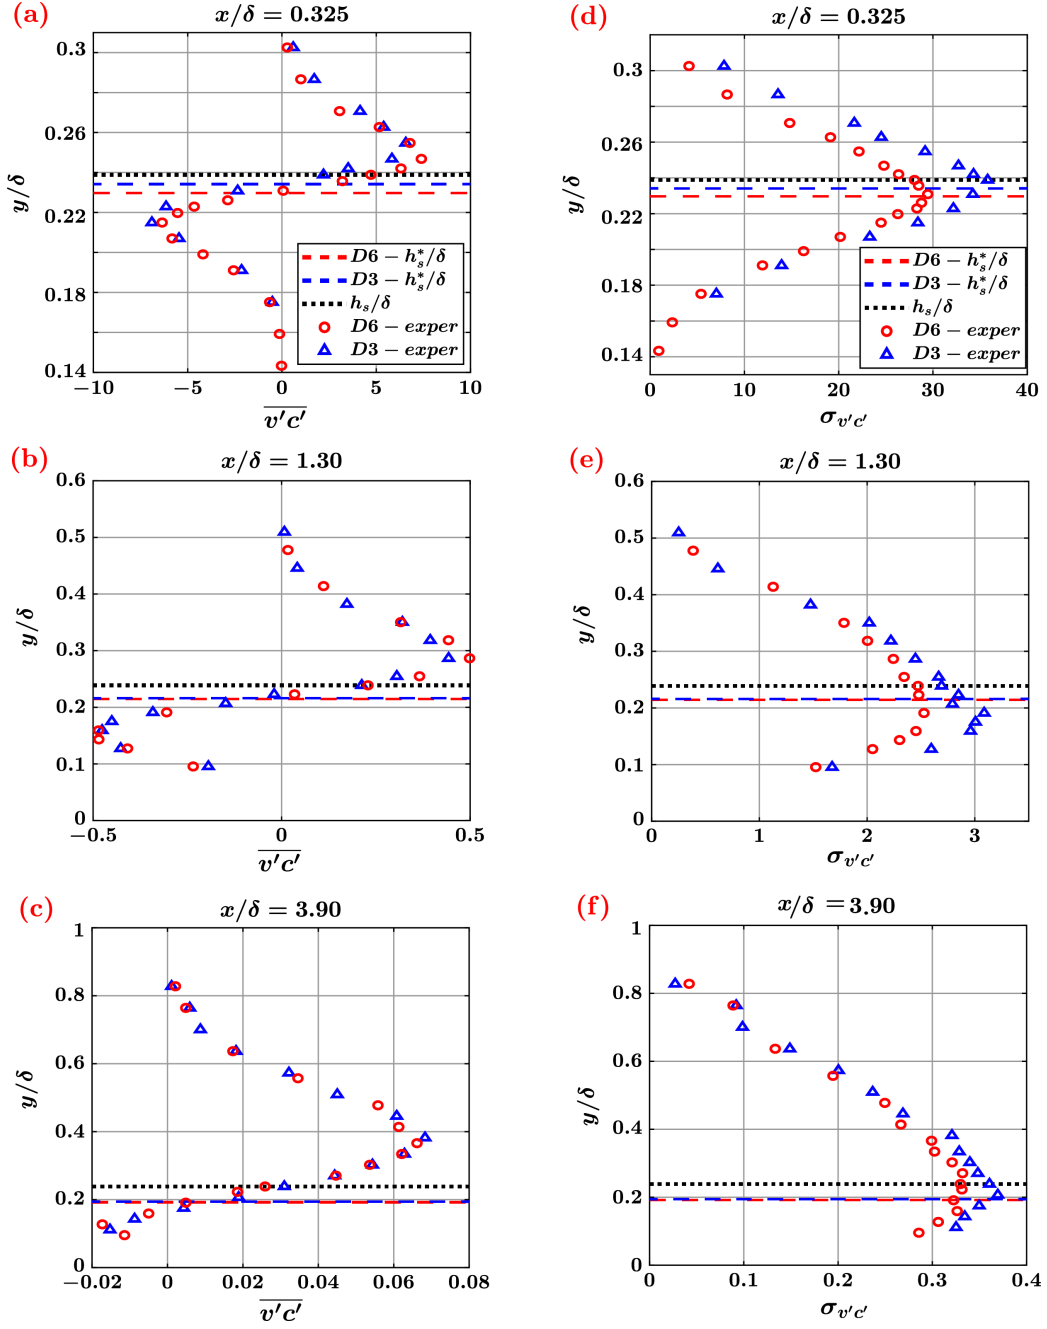 (a)
x/δ = 0.325
y/δ
0.3
0.26
0.22
0.18
0.14
−10
−5
0
5
10
v′c′
D6 − h*s/δ
D3 − h*s/δ
hs/δ
D6 − exper
D3 − exper
(d)
x/δ = 0.325
y/δ
0.3
0.26
0.22
0.18
0.14
0
10
20
30
40
σv′c′
D6 − h*s/δ
D3 − h*s/δ
hs/δ
D6 − exper
D3 − exper
(b)
x/δ = 1.30
y/δ
0.6
0.5
0.4
0.3
0.2
0.1
0
−0.5
0
0.5
v′c′
(e)
x/δ = 1.30
y/δ
0.6
0.5
0.4
0.3
0.2
0.1
0
0
1
2
3
σv′c′
(c)
x/δ = 3.90
y/δ
1
0.8
0.6
0.4
0.2
0
−0.02
0
0.02
0.04
0.06
0.08
v′c′
(f)
x/δ = 3.90
y/δ
1
0.8
0.6
0.4
0.2
0
0
0.1
0.2
0.3
0.4
σv′c′